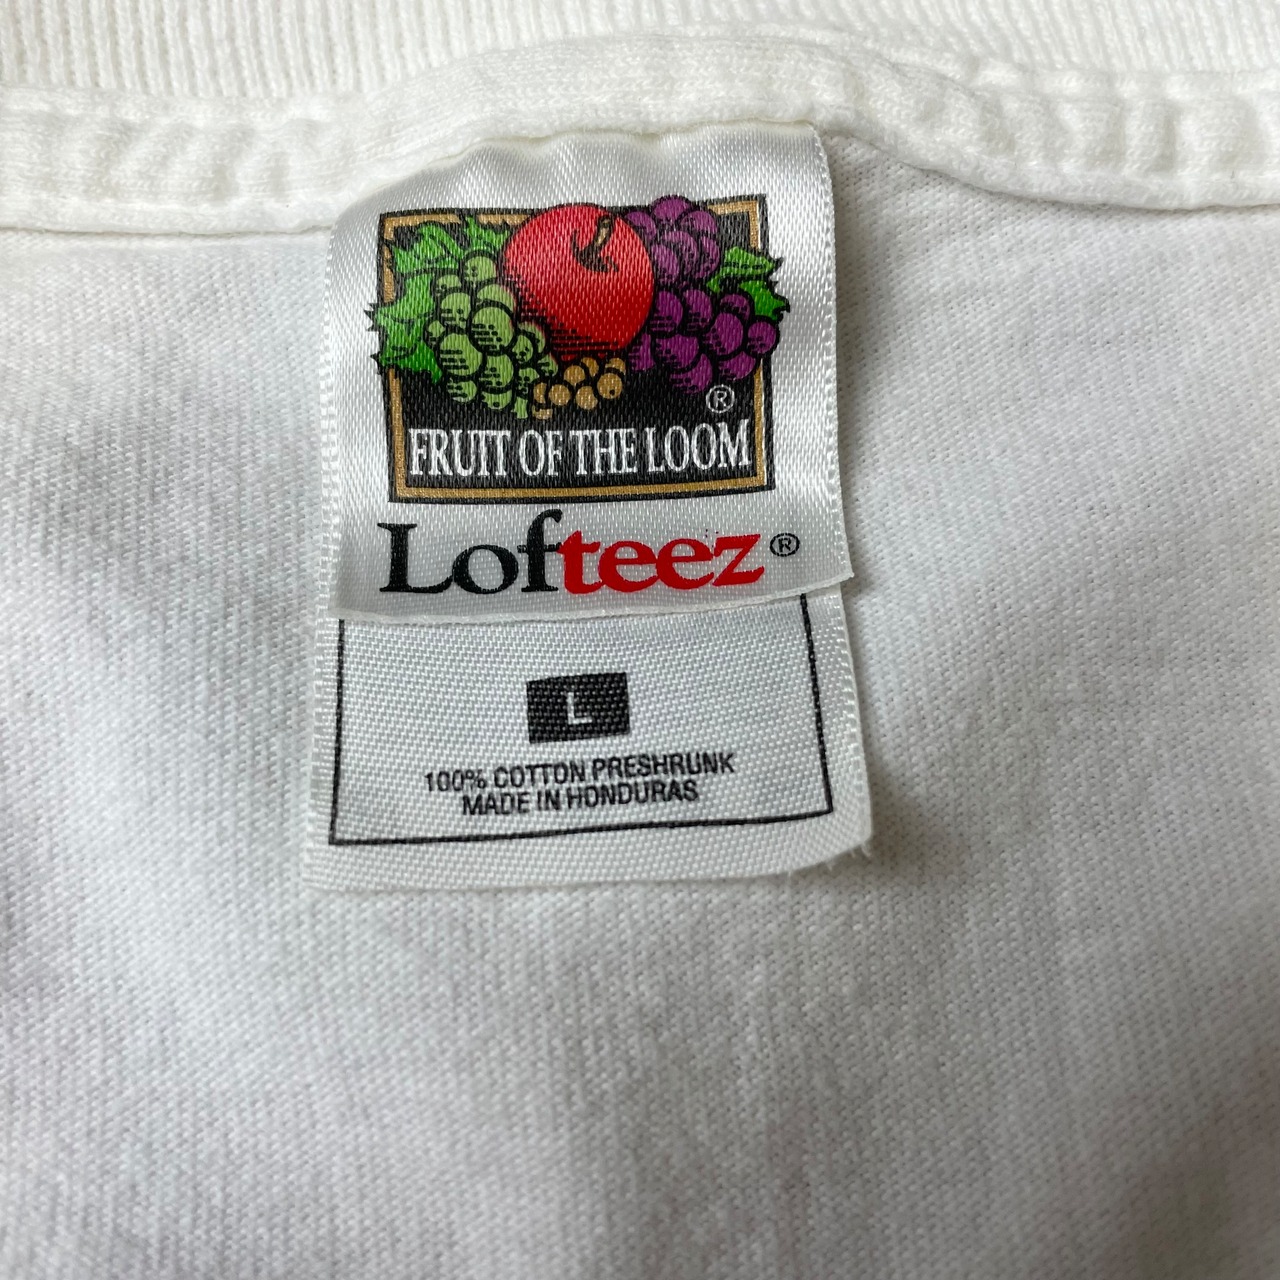 ®
FRUIT OF THE LOOM
Lofteez®
L
100% COTTON PRESHRUNK
MADE IN HONDURAS